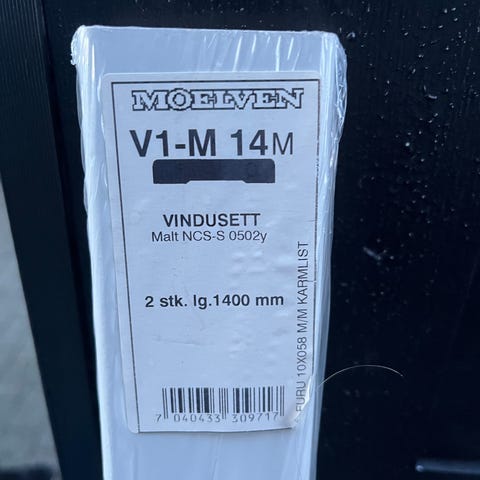 MOELVEN
V1-M 14M
VINDUSETT
Malt NCS-S 0502y
2 stk. lg.1400 mm
FURU 10X058 M/M KARMLIST
7 040433 309717